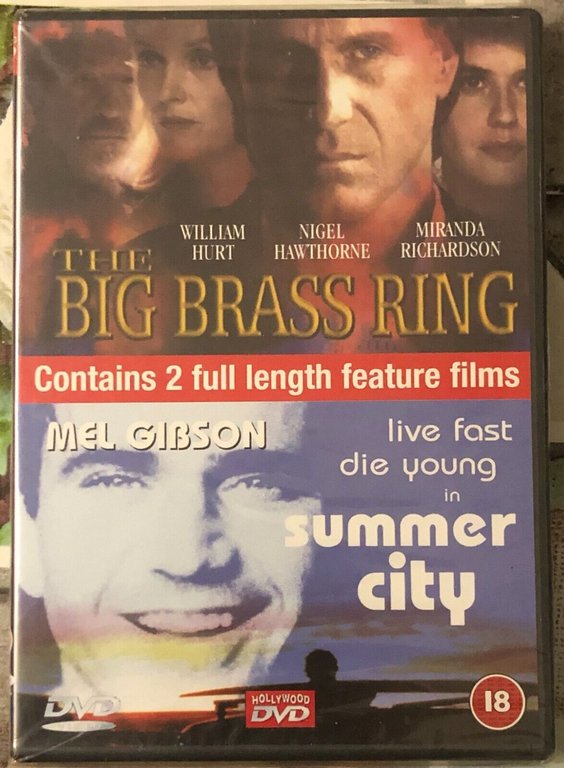 WILLIAM HURT
NIGEL HAWTHORNE
MIRANDA RICHARDSON
THE
BIG BRASS RING
Contains 2 full length feature films
MEL GIBSON
live fast
die young
in
summer
city
DVD
VIDEO
HOLLYWOOD
DVD
18